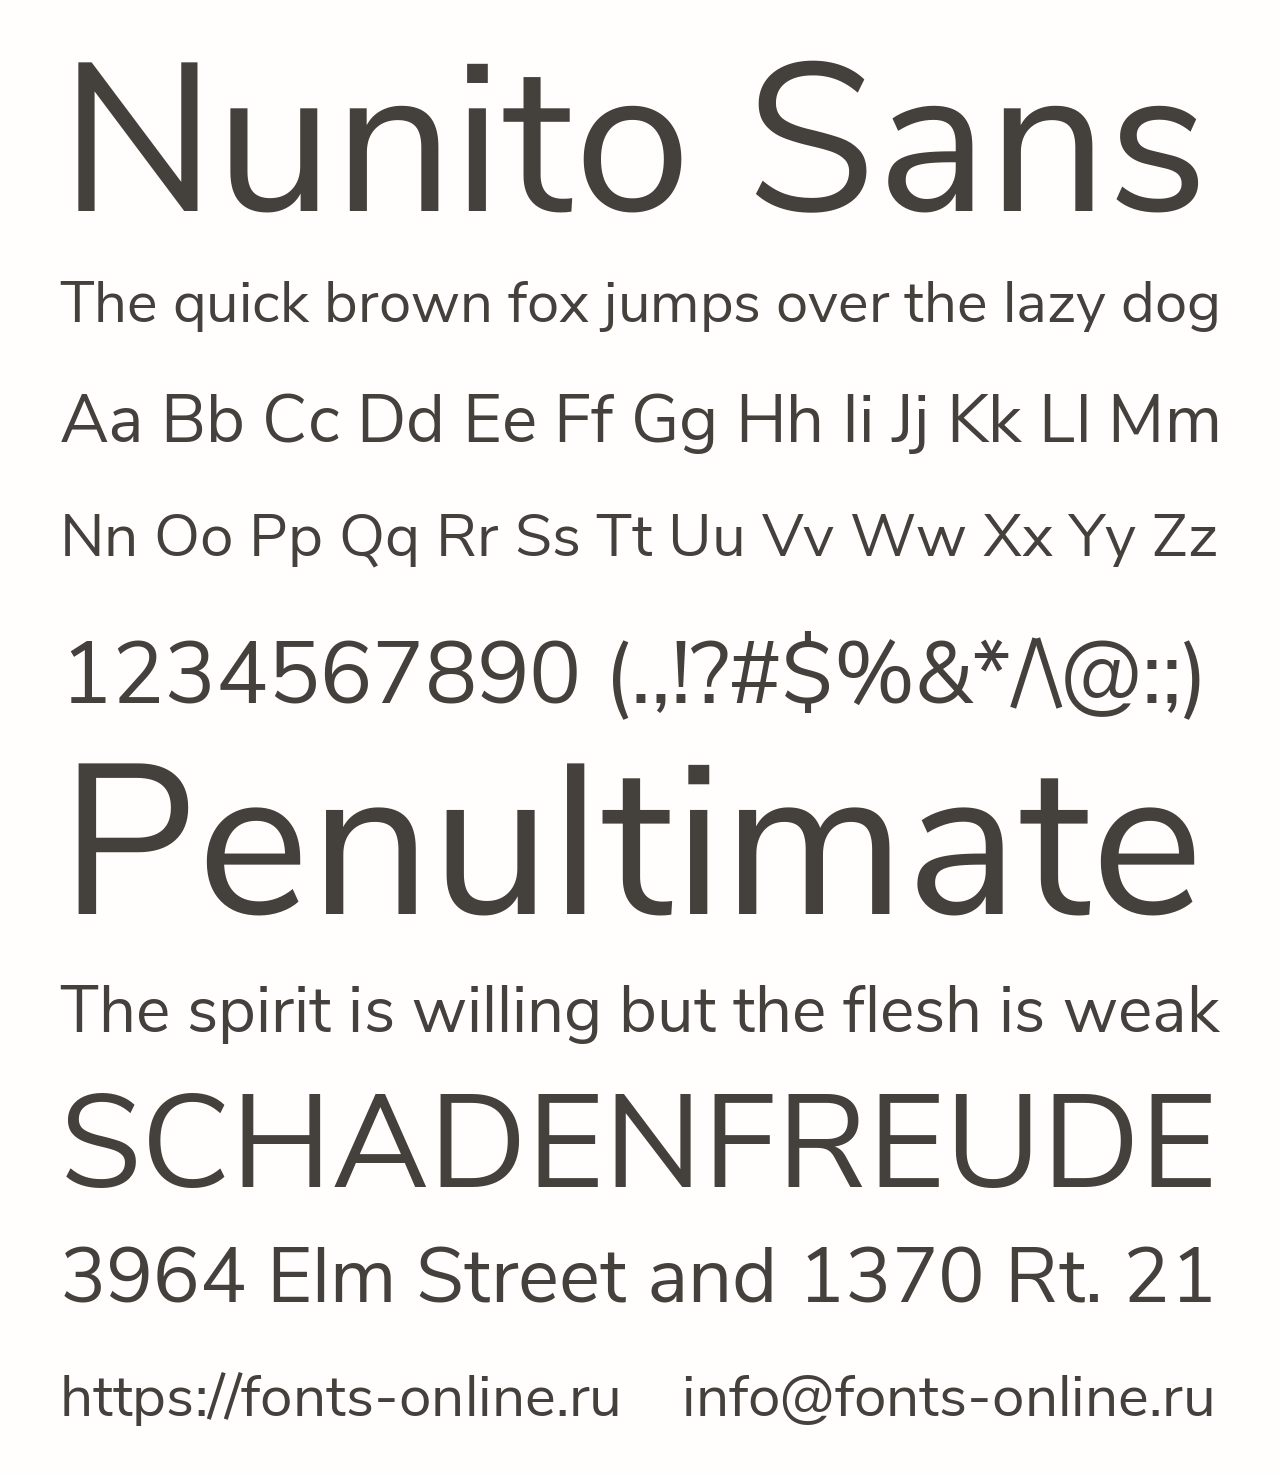 Nunito Sans
The quick brown fox jumps over the lazy dog
Aa Bb Cc Dd Ee Ff Gg Hh Ii Jj Kk Ll Mm
Nn Oo Pp Qq Rr Ss Tt Uu Vv Ww Xx Yy Zz
1234567890 (.,!?#$%&*/\@:;)
Penultimate
The spirit is willing but the flesh is weak
SCHADENFREUDE
3964 Elm Street and 1370 Rt. 21
https://fonts-online.ru info@fonts-online.ru